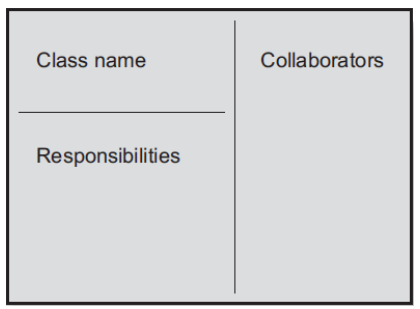 Class name
Responsibilities
Collaborators